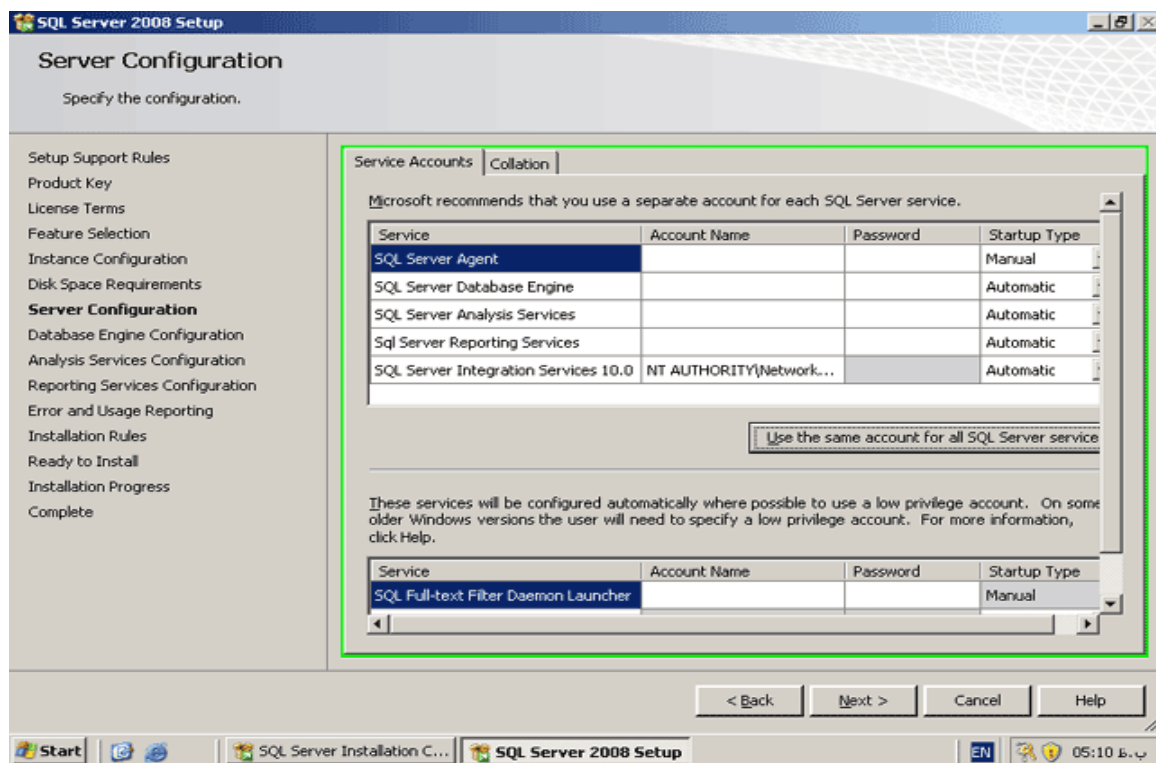 SQL Server 2008 Setup
Server Configuration
Specify the configuration.
Setup Support Rules
Product Key
License Terms
Feature Selection
Instance Configuration
Disk Space Requirements
Server Configuration
Database Engine Configuration
Analysis Services Configuration
Reporting Services Configuration
Error and Usage Reporting
Installation Rules
Ready to Install
Installation Progress
Complete
Service Accounts Collation
Microsoft recommends that you use a separate account for each SQL Server service.
Service Account Name Password Startup Type
SQL Server Agent Manual
SQL Server Database Engine Automatic
SQL Server Analysis Services Automatic
Sql Server Reporting Services Automatic
SQL Server Integration Services 10.0 NT AUTHORITY\Network... Automatic
Use the same account for all SQL Server service
These services will be configured automatically where possible to use a low privilege account. On some
older Windows versions the user will need to specify a low privilege account. For more information,
click Help.
Service Account Name Password Startup Type
SQL Full-text Filter Daemon Launcher Manual
< Back Next > Cancel Help
Start SQL Server Installation C... SQL Server 2008 Setup EN 05:10 ب.ظ